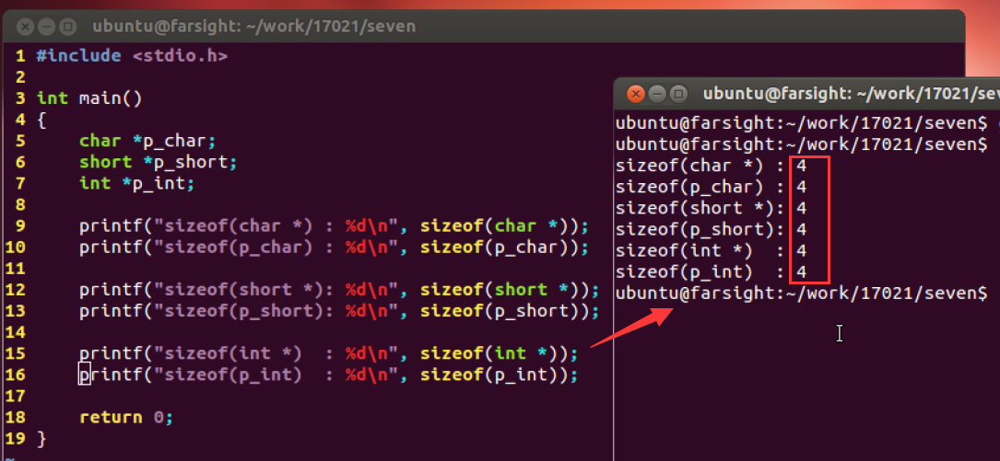 ubuntu@farsight: ~/work/17021/seven
1 #include <stdio.h>
2
3 int main()
4 {
5     char *p_char;
6     short *p_short;
7     int *p_int;
8
9     printf("sizeof(char *) : %d\n", sizeof(char *));
10     printf("sizeof(p_char) : %d\n", sizeof(p_char));
11
12     printf("sizeof(short *): %d\n", sizeof(short *));
13     printf("sizeof(p_short): %d\n", sizeof(p_short));
14
15     printf("sizeof(int *)  : %d\n", sizeof(int *));
16     printf("sizeof(p_int)  : %d\n", sizeof(p_int));
17
18     return 0;
19 }
~
ubuntu@farsight: ~/work/17021/se
ubuntu@farsight:~/work/17021/seven$
ubuntu@farsight:~/work/17021/seven$
sizeof(char *) : 4
sizeof(p_char) : 4
sizeof(short *): 4
sizeof(p_short): 4
sizeof(int *)  : 4
sizeof(p_int)  : 4
ubuntu@farsight:~/work/17021/seven$